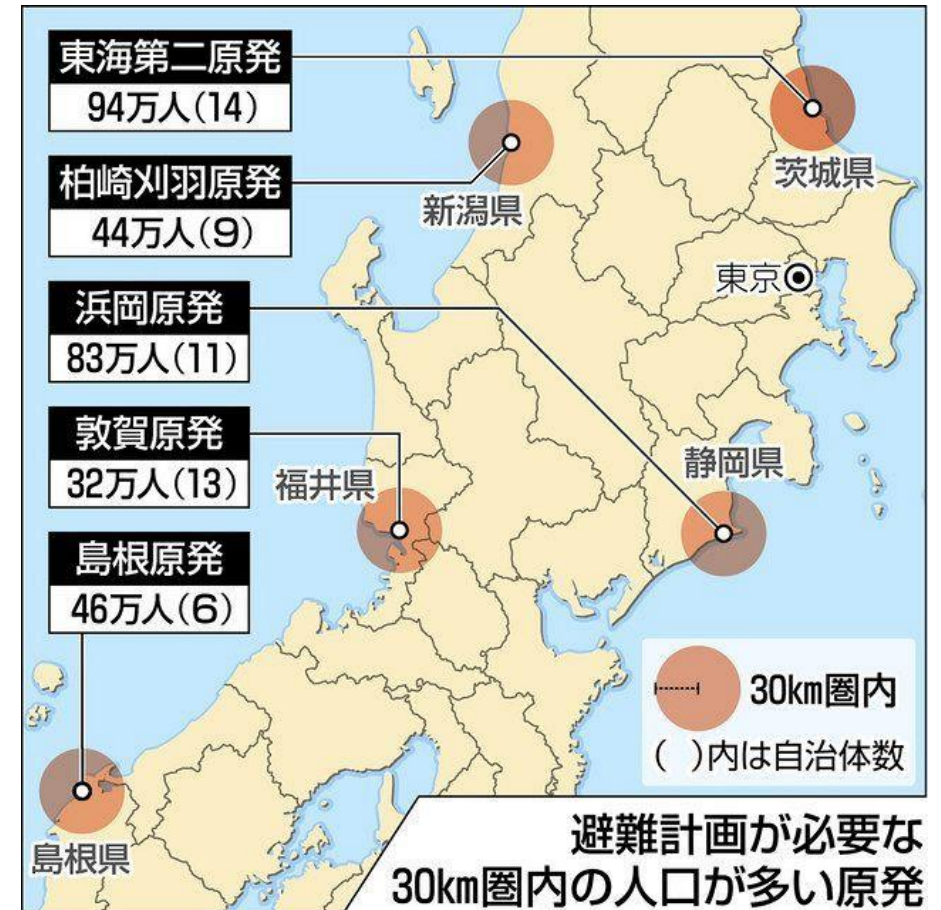 東海第二原発
94万人(14)
柏崎刈羽原発
44万人(9)
浜岡原発
83万人(11)
敦賀原発
32万人(13)
島根原発
46万人(6)
新潟県
茨城県
東京
静岡県
福井県
島根県
30km圏内
( )内は自治体数
避難計画が必要な
30km圏内の人口が多い原発